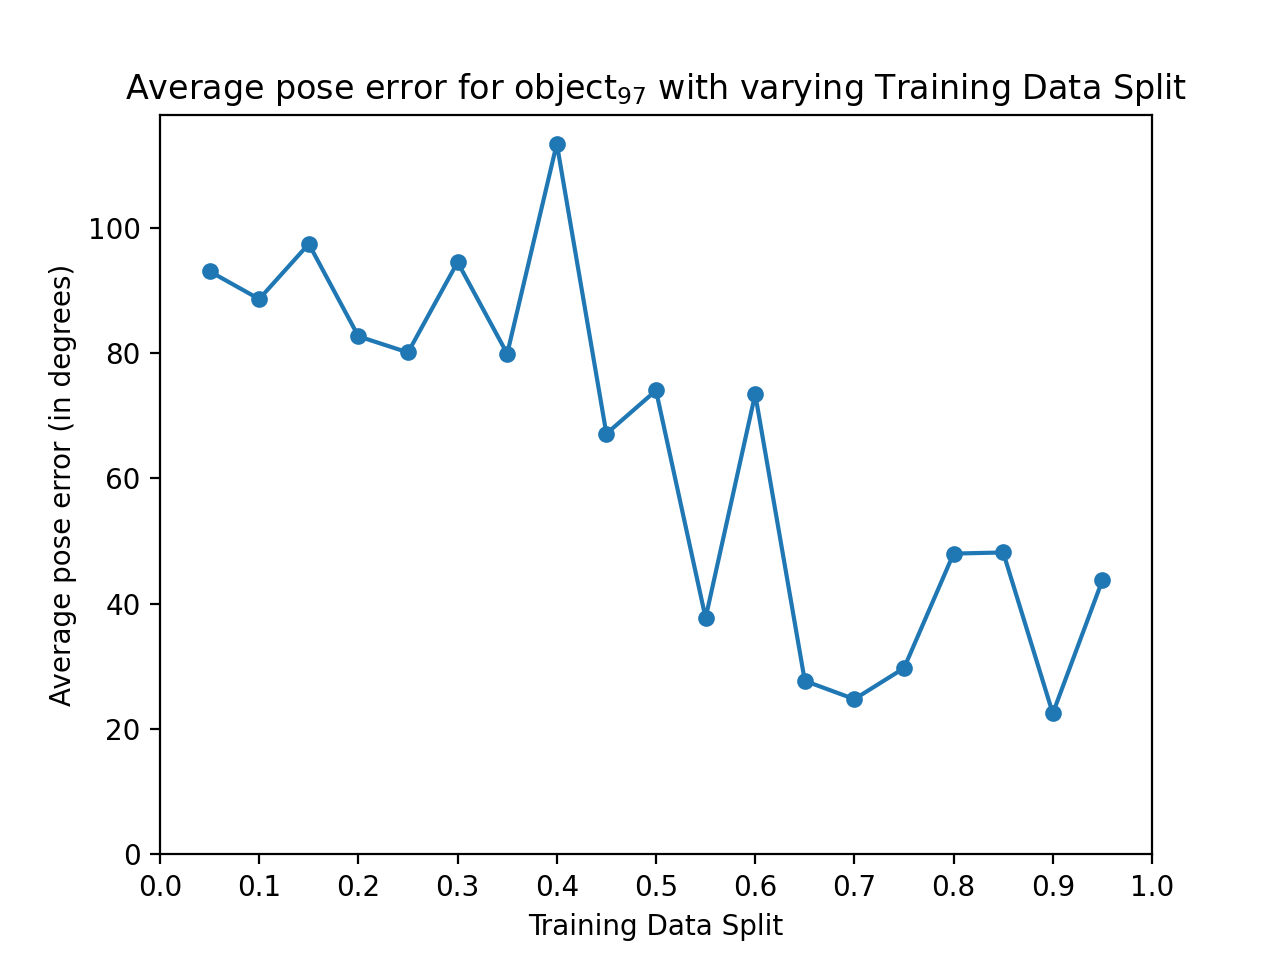 Average pose error for object₉₇ with varying Training Data Split
Average pose error (in degrees)
100
80
60
40
20
0
0.0 0.1 0.2 0.3 0.4 0.5 0.6 0.7 0.8 0.9 1.0
Training Data Split